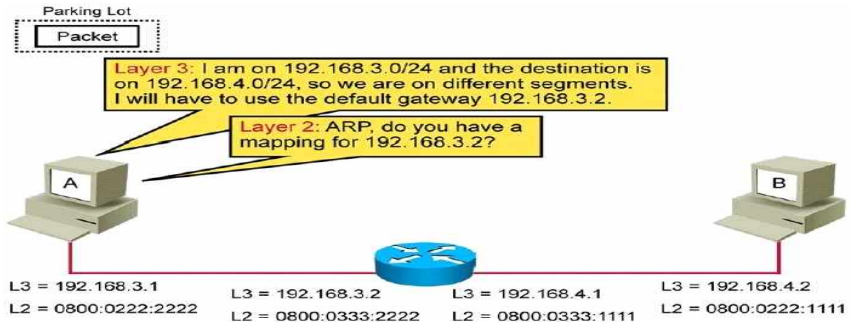 Parking Lot
Packet
Layer 3: I am on 192.168.3.0/24 and the destination is
on 192.168.4.0/24, so we are on different segments.
I will have to use the default gateway 192.168.3.2.
Layer 2: ARP, do you have a
mapping for 192.168.3.2?
A
B
L3 = 192.168.3.1
L2 = 0800:0222:2222
L3 = 192.168.3.2
L2 = 0800:0333:2222
L3 = 192.168.4.1
L2 = 0800:0333:1111
L3 = 192.168.4.2
L2 = 0800:0222:1111